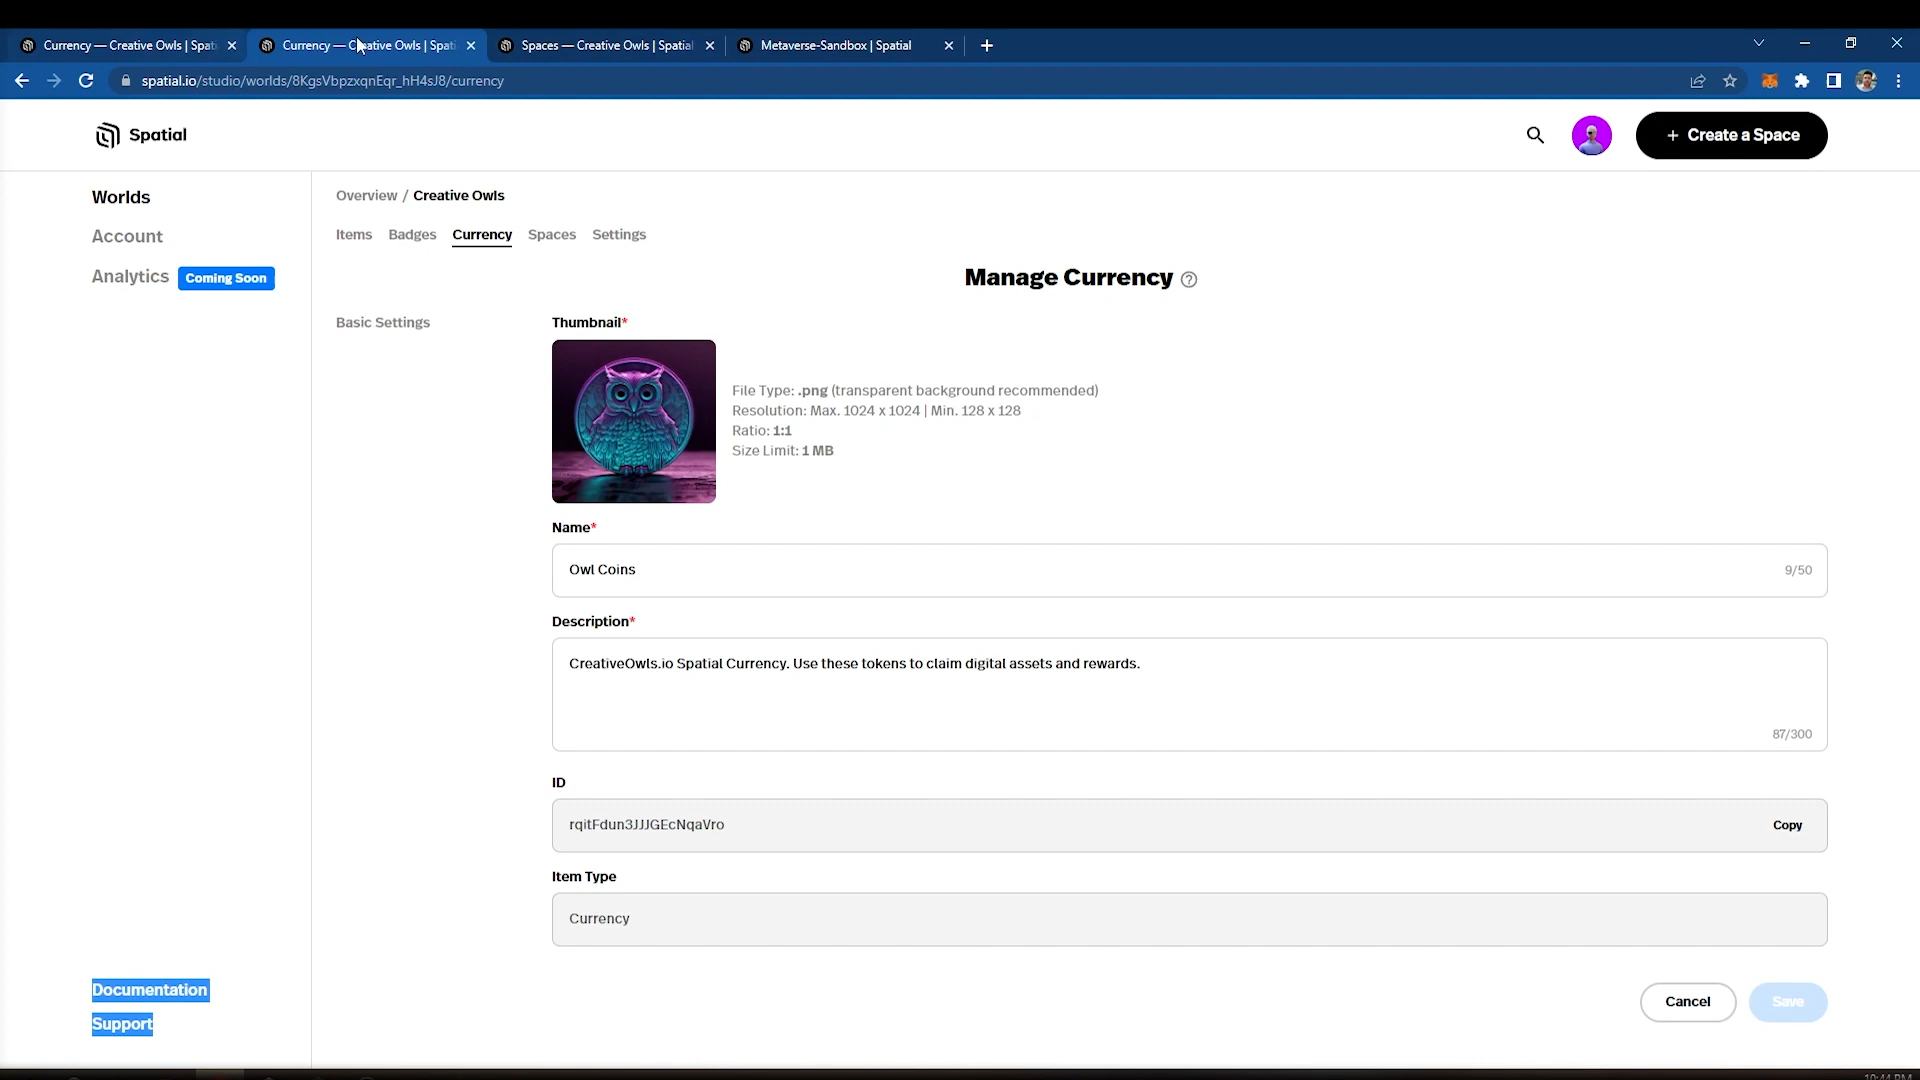 Currency — Creative Owls | Spati
Currency — Creative Owls | Spati
Spaces — Creative Owls | Spatial
Metaverse-Sandbox | Spatial
spatial.io/studio/worlds/8KgsVbpzxqnEqr_hH4sJ8/currency
Spatial
+ Create a Space
Worlds
Account
Analytics Coming Soon
Overview / Creative Owls
Items Badges Currency Spaces Settings
Manage Currency ?
Basic Settings
Thumbnail*
File Type: .png (transparent background recommended)
Resolution: Max. 1024 x 1024 | Min. 128 x 128
Ratio: 1:1
Size Limit: 1 MB
Name*
Owl Coins 9/50
Description*
CreativeOwls.io Spatial Currency. Use these tokens to claim digital assets and rewards.
87/300
ID
rqitFdun3JJJGEcNqaVro Copy
Item Type
Currency
Documentation
Support
Cancel Save
10:44 PM